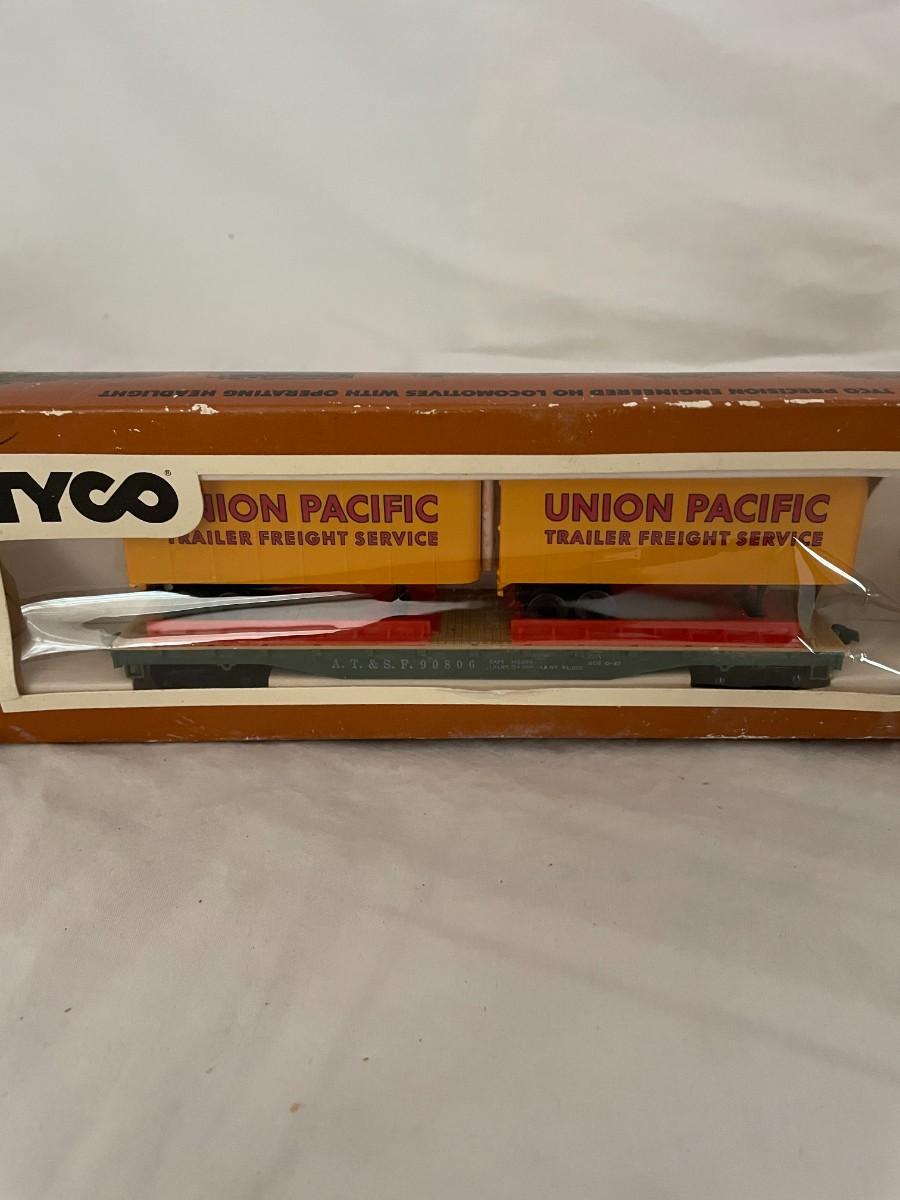 TYCO PRECISION ENGINEERED HO LOCOMOTIVES WITH OPERATING HEADLIGHT
TYCO®
UNION PACIFIC
TRAILER FREIGHT SERVICE
UNION PACIFIC
TRAILER FREIGHT SERVICE
A.T.&S.F. 90806